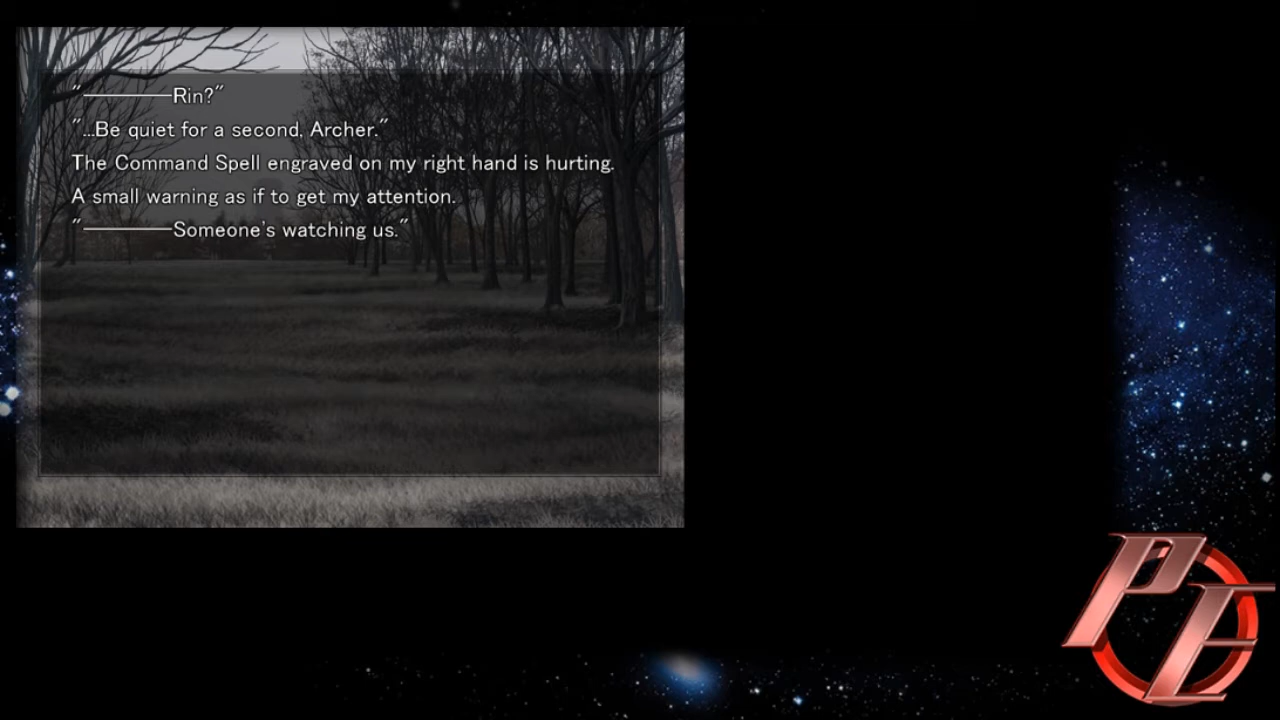 "————Rin?"
"...Be quiet for a second, Archer."
The Command Spell engraved on my right hand is hurting.
A small warning as if to get my attention.
"————Someone's watching us."
PE